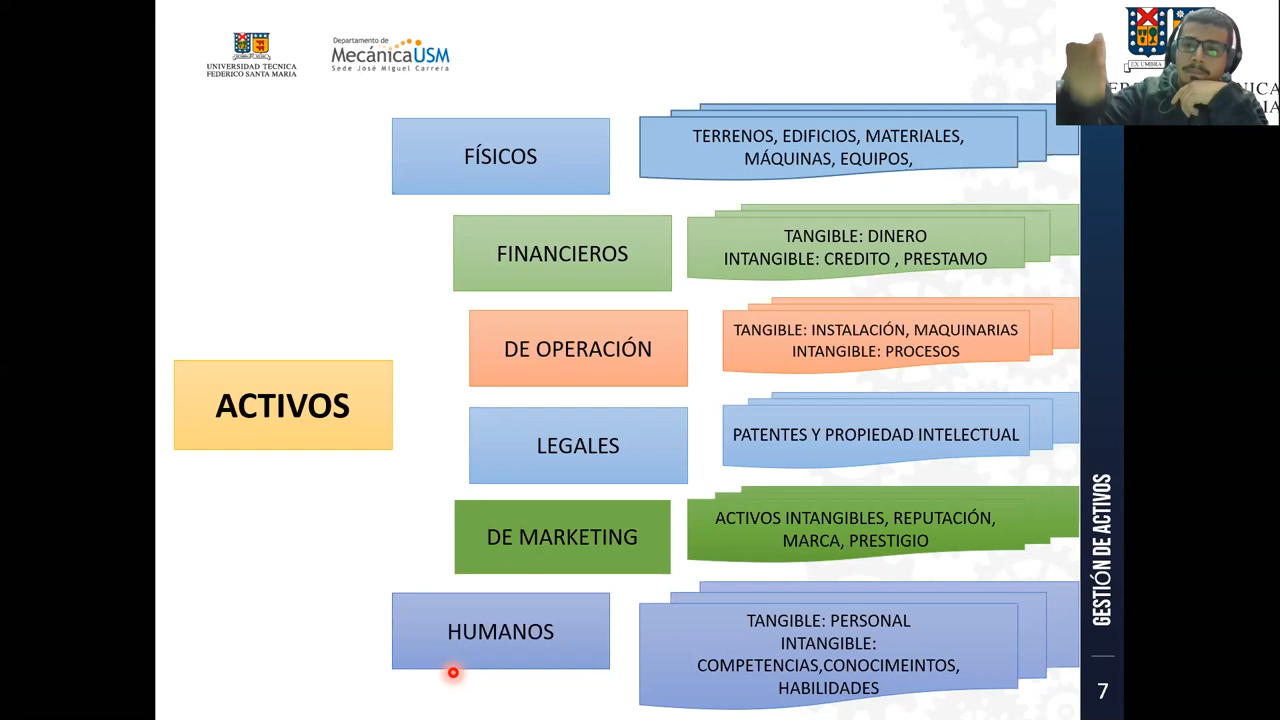 UNIVERSIDAD TECNICA
FEDERICO SANTA MARIA
Departamento de
MecánicaUSM
Sede José Miguel Carrera
EX UMBRA
FÍSICOS
TERRENOS, EDIFICIOS, MATERIALES,
MÁQUINAS, EQUIPOS,
FINANCIEROS
TANGIBLE: DINERO
INTANGIBLE: CREDITO , PRESTAMO
DE OPERACIÓN
TANGIBLE: INSTALACIÓN, MAQUINARIAS
INTANGIBLE: PROCESOS
ACTIVOS
LEGALES
PATENTES Y PROPIEDAD INTELECTUAL
DE MARKETING
ACTIVOS INTANGIBLES, REPUTACIÓN,
MARCA, PRESTIGIO
HUMANOS
TANGIBLE: PERSONAL
INTANGIBLE:
COMPETENCIAS,CONOCIMEINTOS,
HABILIDADES
GESTIÓN DE ACTIVOS
7